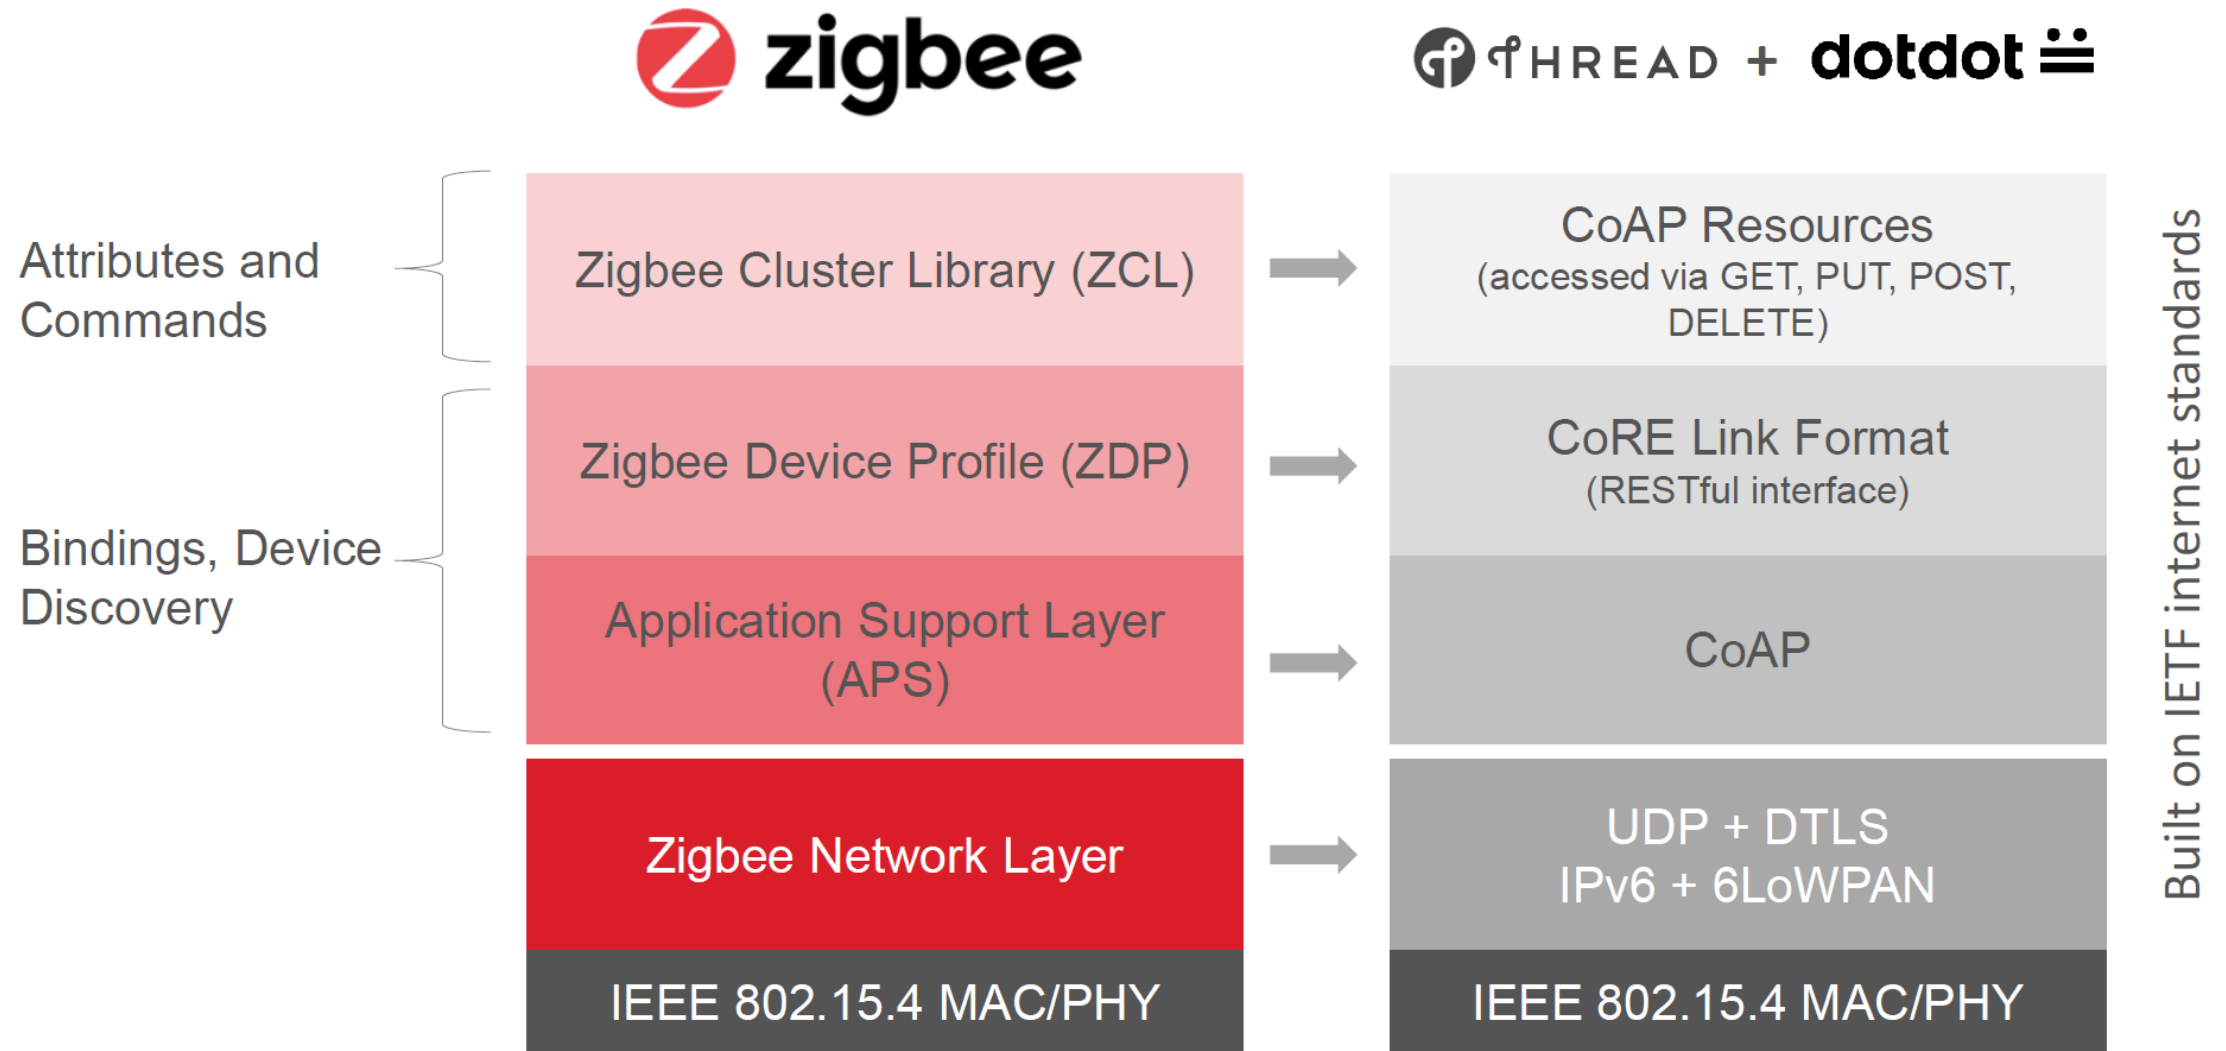 zigbee
THREAD + dotdot
Attributes and
Commands
Zigbee Cluster Library (ZCL)
CoAP Resources
(accessed via GET, PUT, POST,
DELETE)
Bindings, Device
Discovery
Zigbee Device Profile (ZDP)
CoRE Link Format
(RESTful interface)
Application Support Layer
(APS)
CoAP
Zigbee Network Layer
UDP + DTLS
IPv6 + 6LoWPAN
IEEE 802.15.4 MAC/PHY
IEEE 802.15.4 MAC/PHY
Built on IETF internet standards